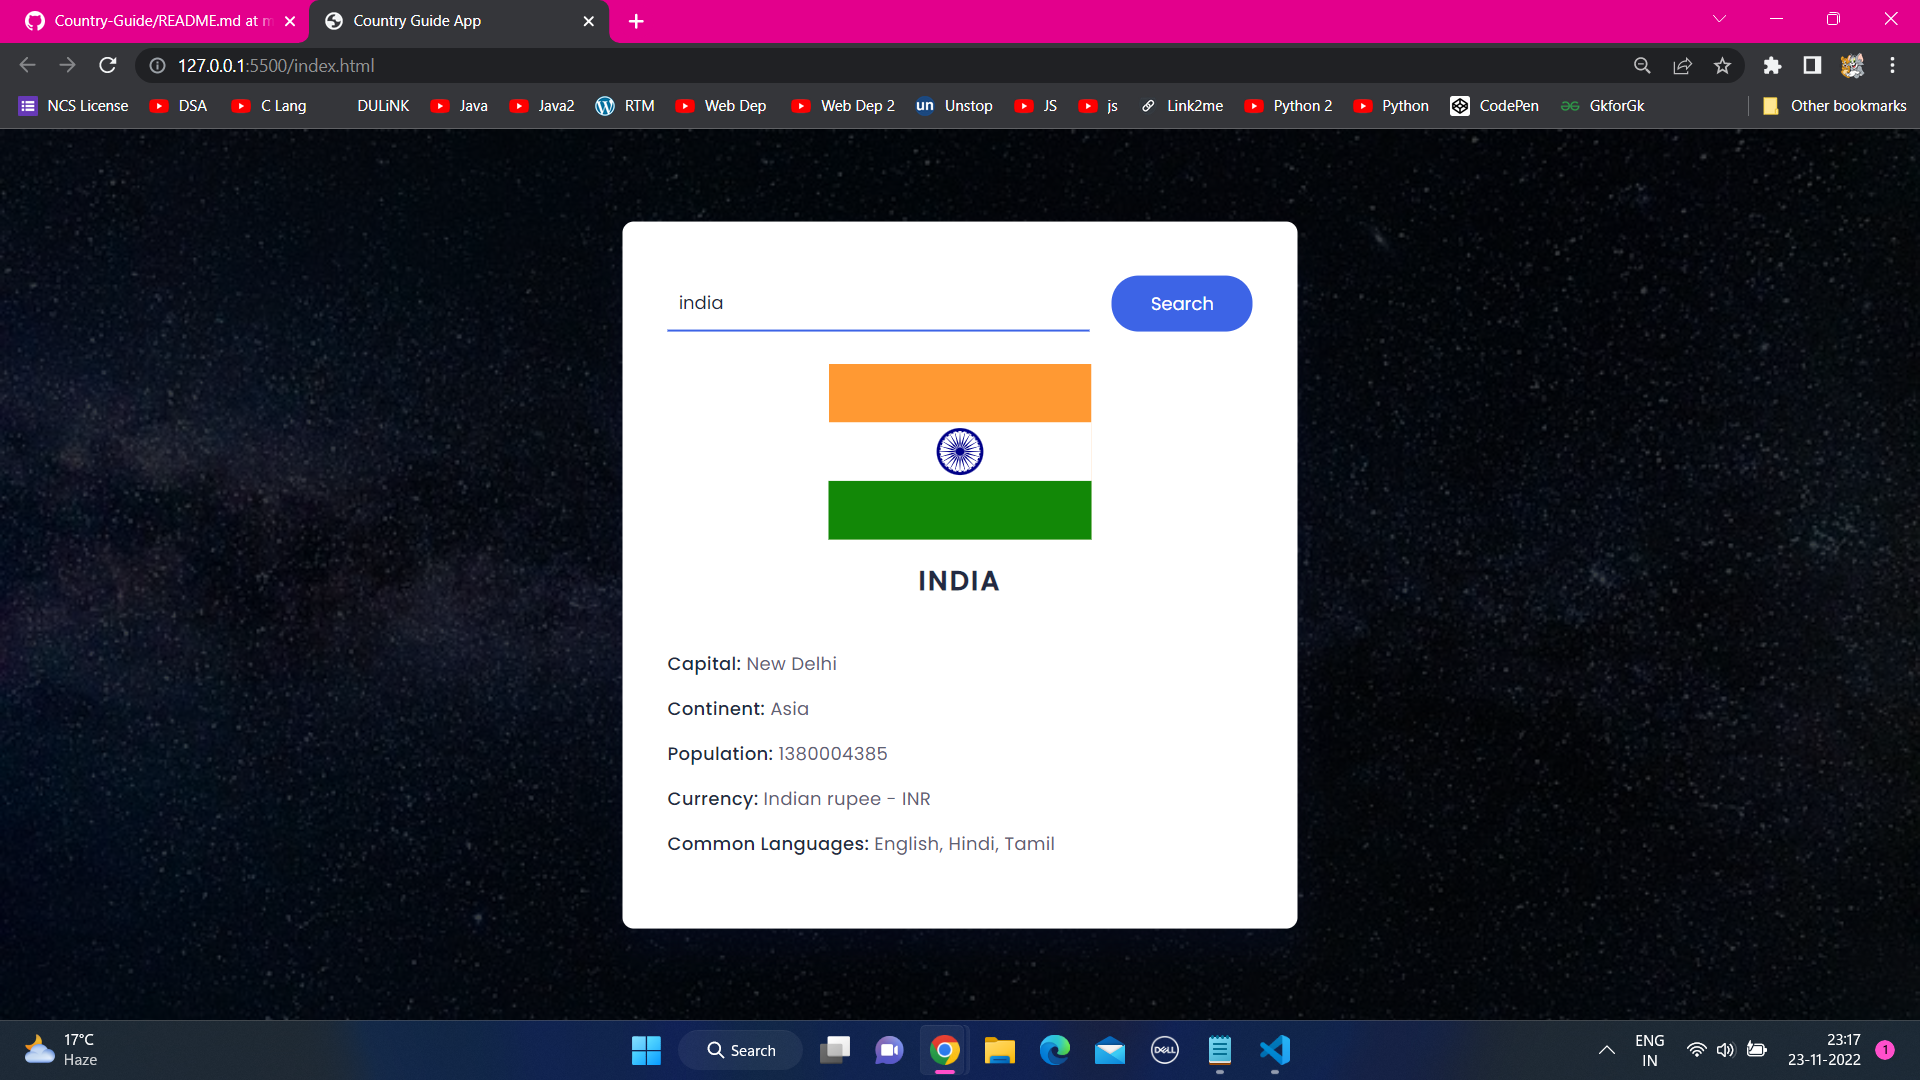 Country-Guide/README.md at m
Country Guide App
127.0.0.1:5500/index.html
NCS License
DSA
C Lang
DULiNK
Java
Java2
RTM
Web Dep
Web Dep 2
un
Unstop
JS
js
Link2me
Python 2
Python
CodePen
GkforGk
Other bookmarks
india
Search
INDIA
Capital: New Delhi
Continent: Asia
Population: 1380004385
Currency: Indian rupee - INR
Common Languages: English, Hindi, Tamil
17°C
Haze
Search
DELL
ENG
IN
23:17
23-11-2022
1